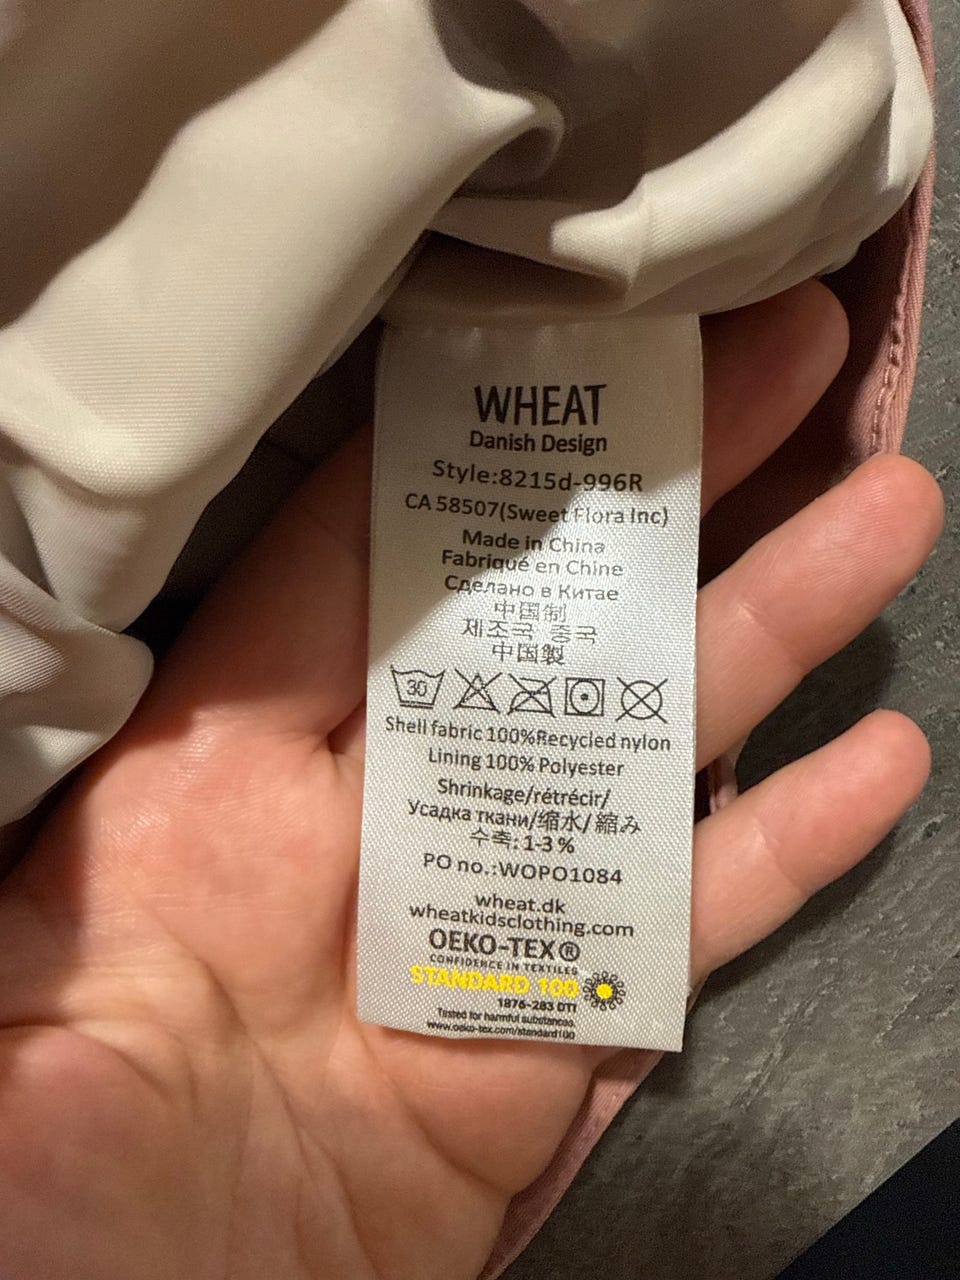 WHEAT
Danish Design
Style:8215d-996R
CA 58507(Sweet Flora Inc)
Made in China
Fabriqué en Chine
Сделано в Китае
中国制
제조국 중국
中国製
30
Shell fabric 100%Recycled nylon
Lining 100% Polyester
Shrinkage/rétrécir/
Усадка ткани/缩水/ 縮み
수축: 1-3 %
PO no.:WOPO1084
wheat.dk
wheatkidsclothing.com
OEKO-TEX®
CONFIDENCE IN TEXTILES
STANDARD 100
1876-283 DTI
Tested for harmful substances.
www.oeko-tex.com/standard100